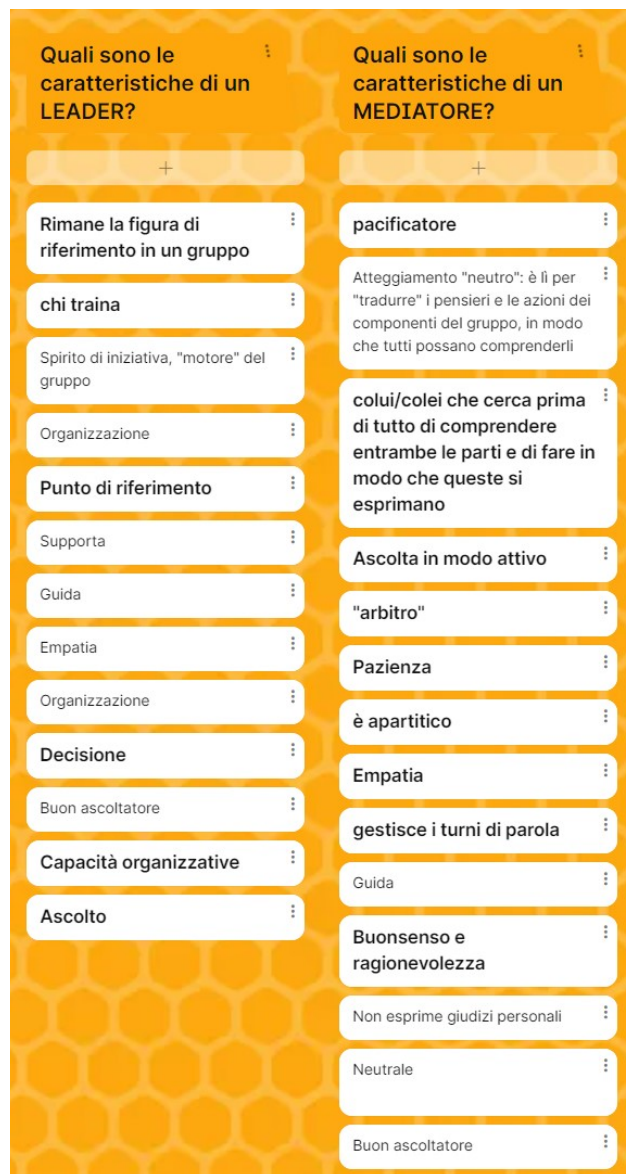 Quali sono le
caratteristiche di un
LEADER?
+
Rimane la figura di
riferimento in un gruppo
chi traina
Spirito di iniziativa, "motore" del
gruppo
Organizzazione
Punto di riferimento
Supporta
Guida
Empatia
Organizzazione
Decisione
Buon ascoltatore
Capacità organizzative
Ascolto
Quali sono le
caratteristiche di un
MEDIATORE?
+
pacificatore
Atteggiamento "neutro": è lì per
"tradurre" i pensieri e le azioni dei
componenti del gruppo, in modo
che tutti possano comprenderli
colui/colei che cerca prima
di tutto di comprendere
entrambe le parti e di fare in
modo che queste si
esprimano
Ascolta in modo attivo
"arbitro"
Pazienza
è apartitico
Empatia
gestisce i turni di parola
Guida
Buonsenso e
ragionevolezza
Non esprime giudizi personali
Neutrale
Buon ascoltatore